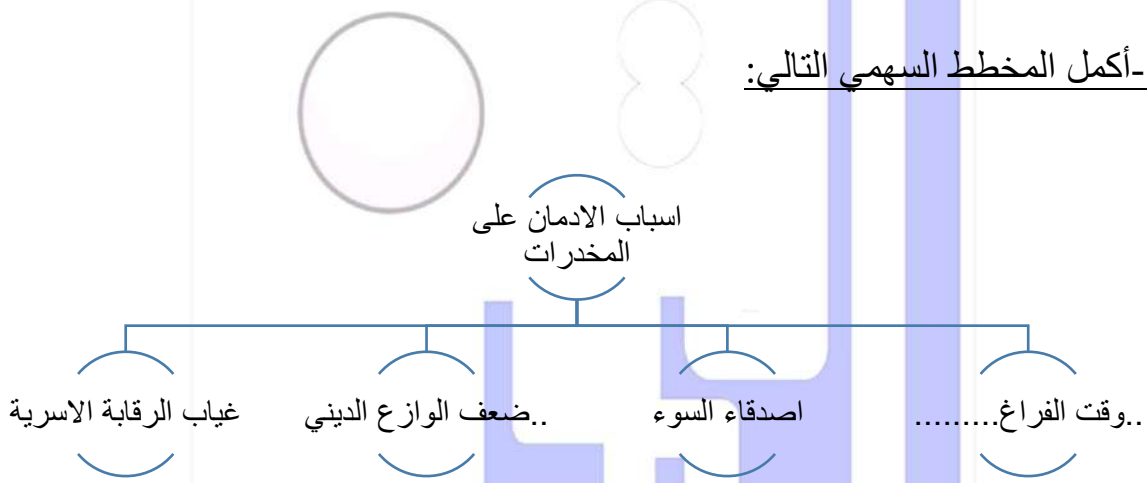 -أكمل المخطط السهمي التالي:
اسباب الادمان على
المخدرات
..وقت الفراغ.........
اصدقاء السوء
..ضعف الوازع الديني
غياب الرقابة الاسرية